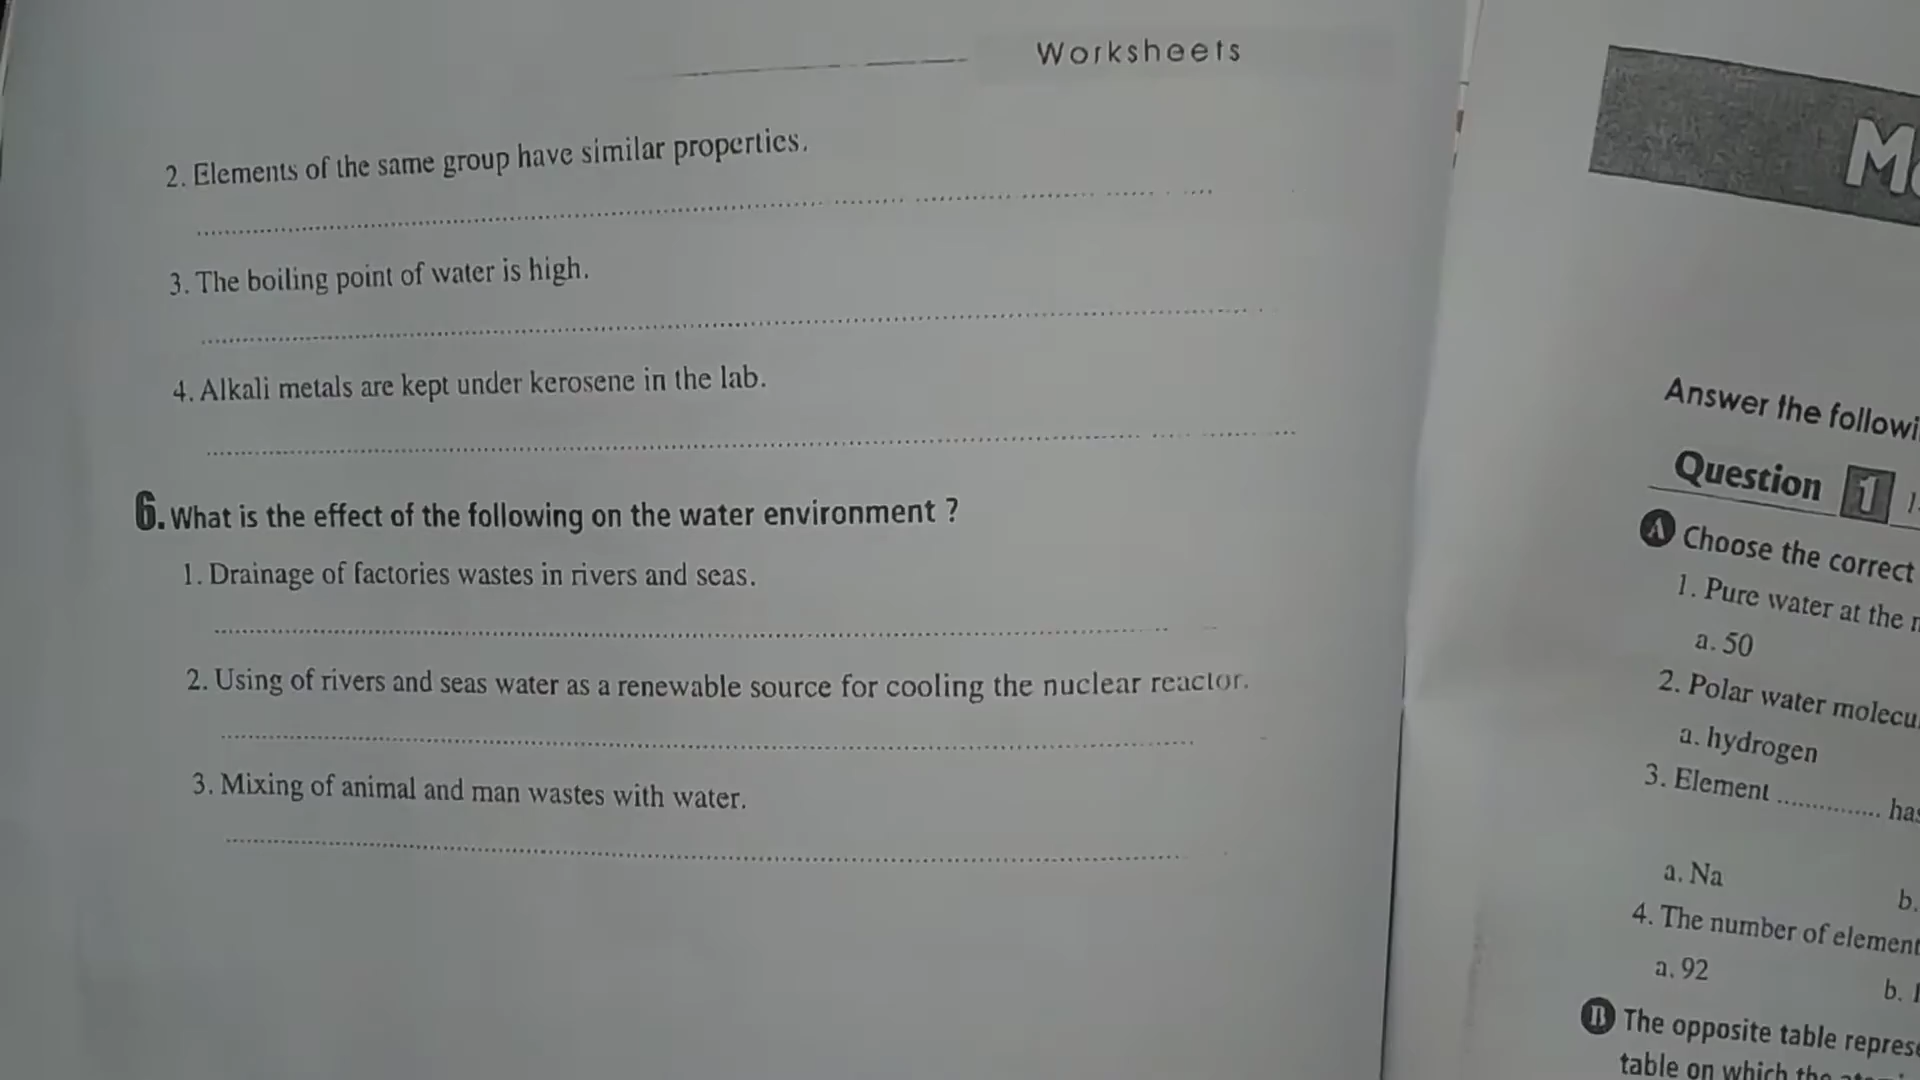 Worksheets
2. Elements of the same group have similar properties.
3. The boiling point of water is high.
4. Alkali metals are kept under kerosene in the lab.
6. What is the effect of the following on the water environment ?
1. Drainage of factories wastes in rivers and seas.
2. Using of rivers and seas water as a renewable source for cooling the nuclear reactor.
3. Mixing of animal and man wastes with water.
Answer the
Question 1
A Choose the correct
1. Pure water at the
a. 50
2. Polar water
a. hydrogen
3. Element ..............
a. Na
b.
4. The number of
a. 92
b.
B The opposite table
table on which the